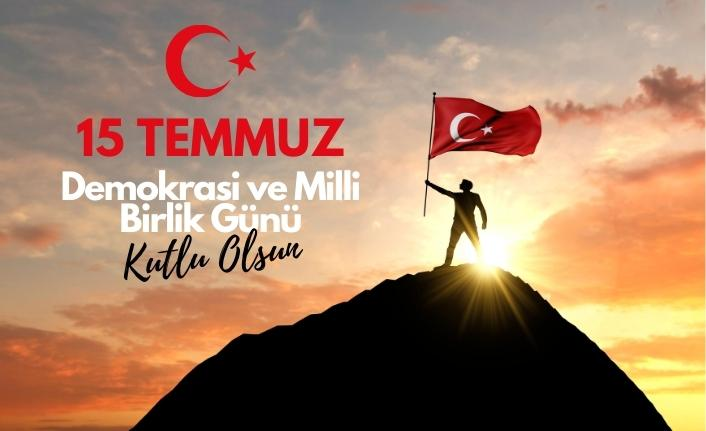 15 TEMMUZ
Demokrasi ve Milli
Birlik Günü
Kutlu Olsun